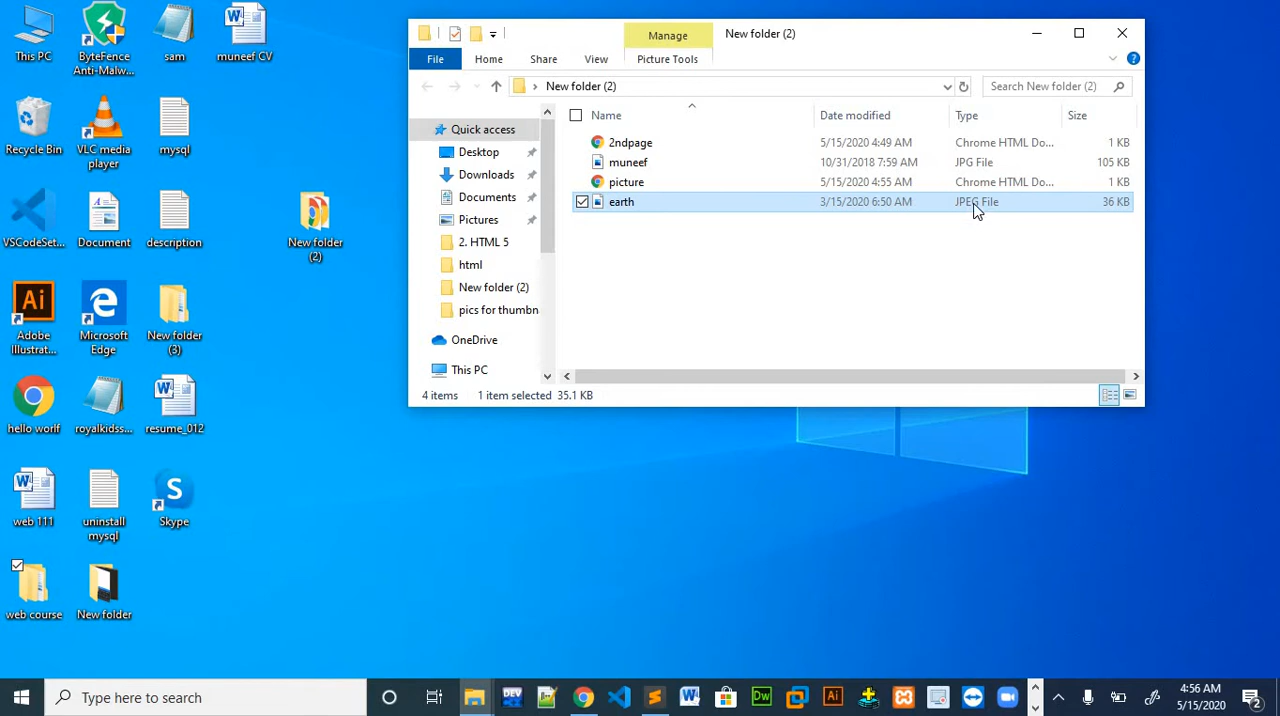 This PC
ByteFence
Anti-Malw...
sam
muneef CV
Recycle Bin
VLC media
player
mysql
VSCodeSet...
Document
description
New folder
(2)
Adobe
Illustrat...
Microsoft
Edge
New folder
(3)
hello worlf
royalkidss...
resume_012
web 111
uninstall
mysql
Skype
web course
New folder
Manage
New folder (2)
File
Home
Share
View
Picture Tools
New folder (2)
Search New folder (2)
Name
Date modified
Type
Size
2ndpage
5/15/2020 4:49 AM
Chrome HTML Do...
1 KB
muneef
10/31/2018 7:59 AM
JPG File
105 KB
picture
5/15/2020 4:55 AM
Chrome HTML Do...
1 KB
earth
3/15/2020 6:50 AM
JPEG File
36 KB
Quick access
Desktop
Downloads
Documents
Pictures
2. HTML 5
html
New folder (2)
pics for thumbn
OneDrive
This PC
4 items
1 item selected 35.1 KB
Type here to search
DEV
Dw
Ai
4:56 AM
5/15/2020
2